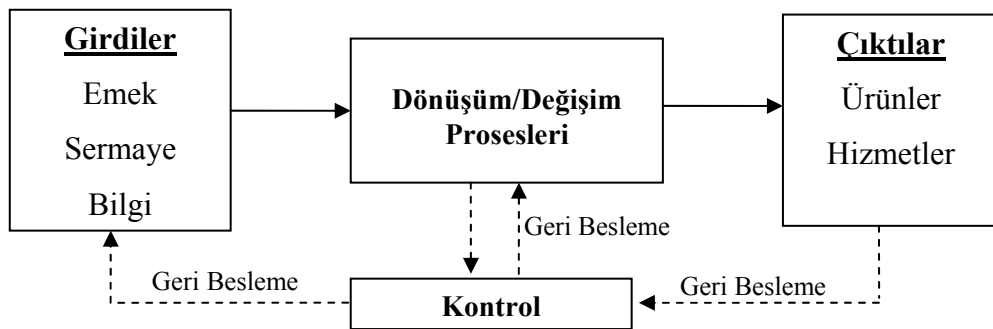 Girdiler
Emek
Sermaye
Bilgi
Dönüşüm/Değişim
Prosesleri
Çıktılar
Ürünler
Hizmetler
Geri Besleme
Geri Besleme
Geri Besleme
Kontrol